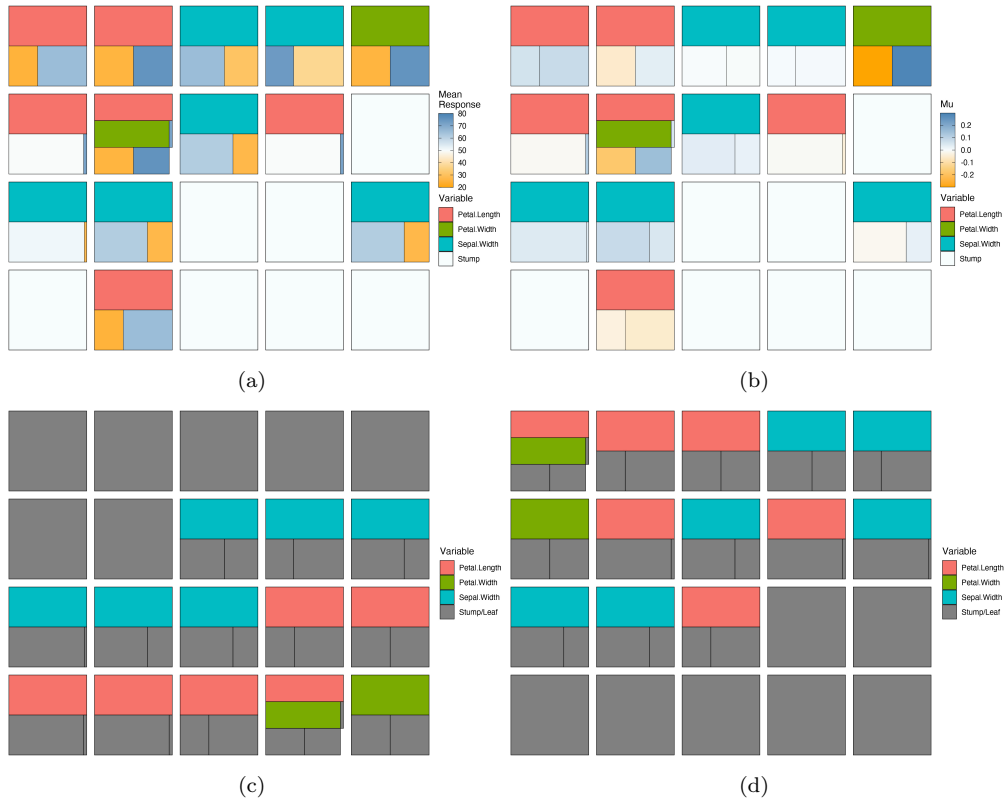 Mean
Response
80
70
60
50
40
30
20
Variable
Petal.Length
Petal.Width
Sepal.Width
Stump
Mu
0.2
0.1
0.0
-0.1
-0.2
Variable
Petal.Length
Petal.Width
Sepal.Width
Stump
(a)
(b)
Variable
Petal.Length
Petal.Width
Sepal.Width
Stump/Leaf
Variable
Petal.Length
Petal.Width
Sepal.Width
Stump/Leaf
(c)
(d)